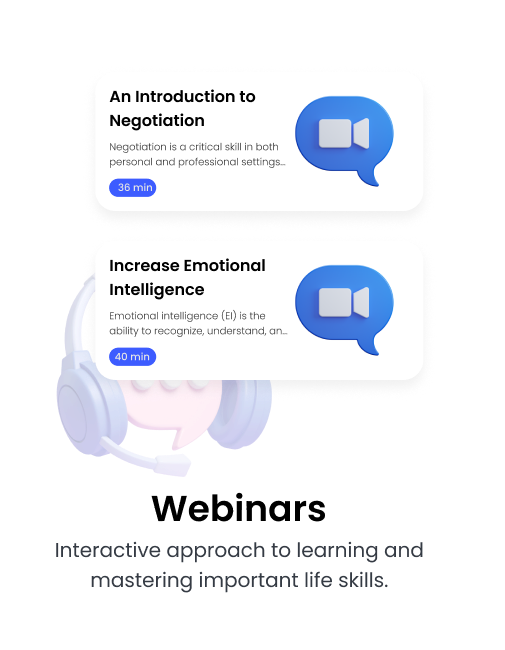 An Introduction to
Negotiation
Negotiation is a critical skill in both
personal and professional settings...
36 min
Increase Emotional
Intelligence
Emotional intelligence (EI) is the
ability to recognize, understand, an...
40 min
Webinars
Interactive approach to learning and
mastering important life skills.